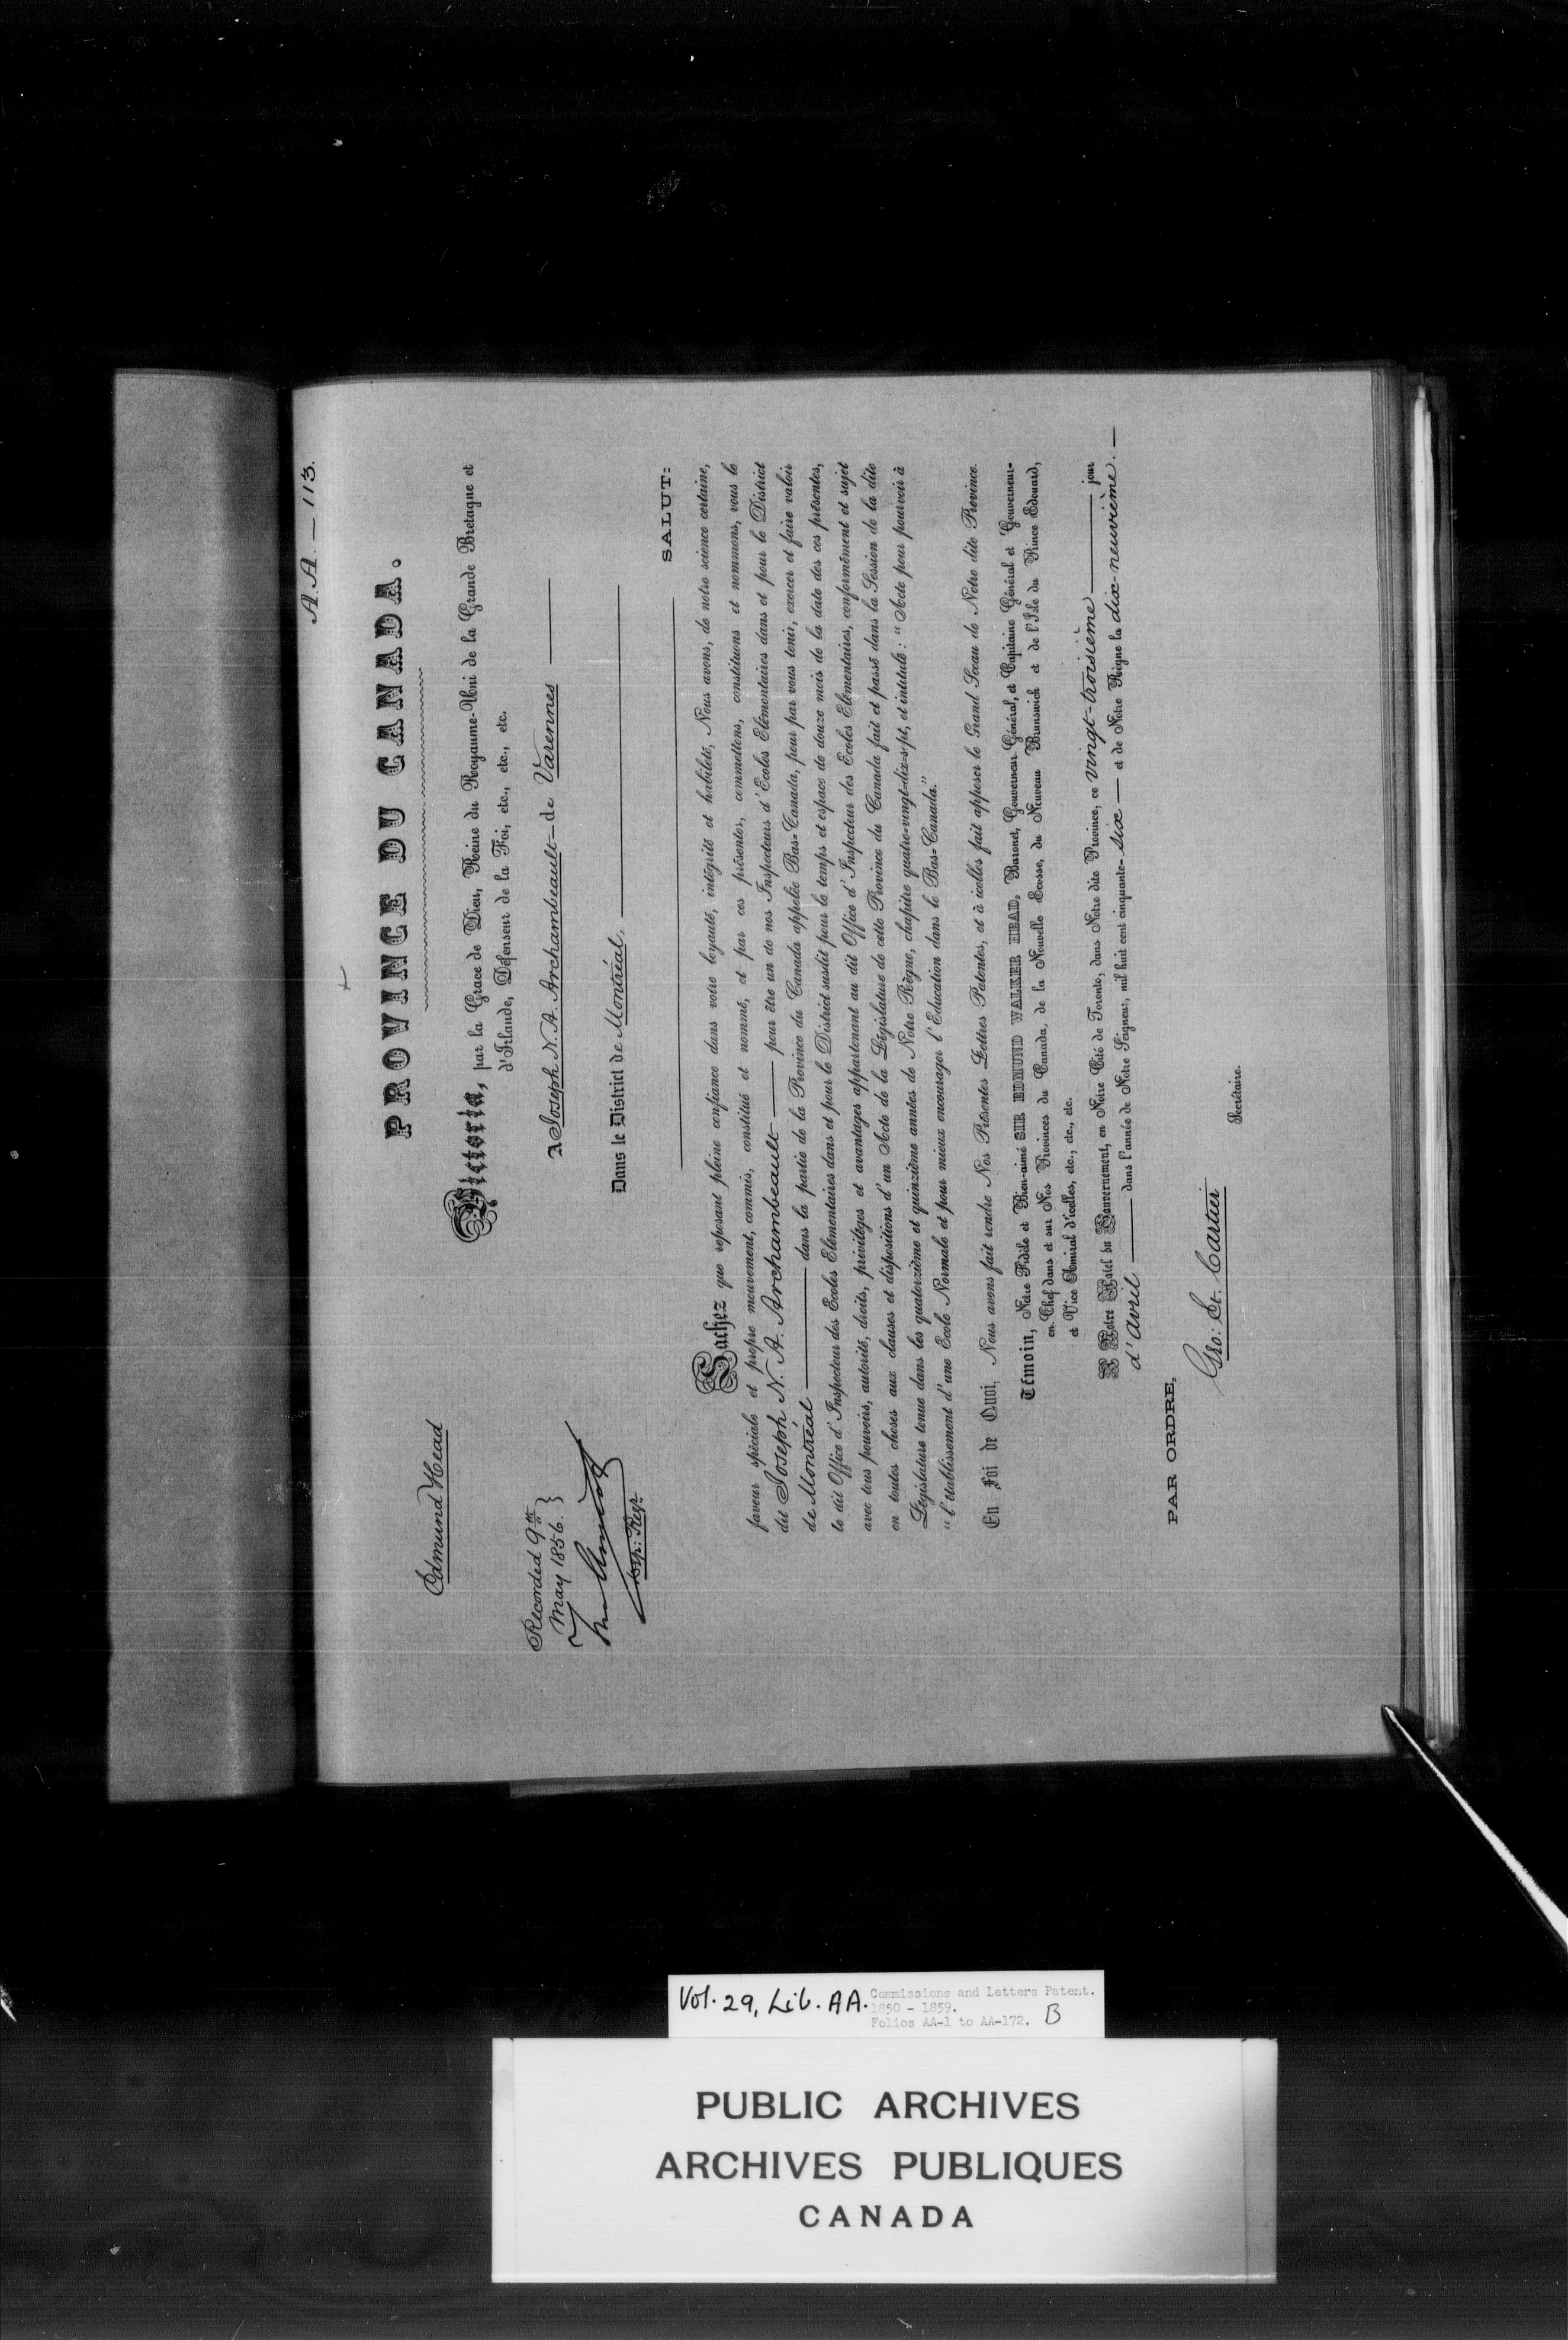 A.A. — 113.
PROVINCE DU CANADA.
Edmund Head
Victoria, par la Grace de Dieu, Reine du Royaume-Uni de la Grande Bretagne et
d'Irlande, Défenseur de la Foi, etc., etc., etc.
Recorded 9th
May 1856.
Dep: Regr.
A Joseph N. A. Archambeault — de Varennes
Dans le District de Montréal,
SALUT:
Sachez que reposant pleine confiance dans votre loyauté, intégrité et habileté, Nous avons, de notre science certaine,
faveur spéciale et propre mouvement, commis, constitué et nommé, et par ces présentes, commettons, constituons et nommons, vous le
dit Joseph N. A. Archambeault — pour être un de nos Inspecteurs d'Ecoles Elémentaires dans et pour le District
de Montréal — dans la partie de la Province du Canada appelée Bas-Canada, pour par vous tenir, exercer et faire valoir
le dit Office d'Inspecteur des Ecoles Elémentaires dans et pour le District susdit pour le temps et espace de douze mois de la date des ces présentes,
avec tous pouvoirs, autorité, droits, priviléges et avantages appartenant au dit Office d'Inspecteur des Ecoles Elémentaires, conformément et sujet
en toutes choses aux clauses et dispositions d'un Acte de la Législature de cette Province du Canada fait et passé dans la Session de la dite
Législature tenue dans les quatorzième et quinzième années de Notre Règne, chapitre quatre-vingt-dix-s-pt, et intitulé: "Acte pour pourvoir à
"l'établissement d'une Ecole Normale et pour mieux encourager l'Education dans le Bas-Canada."
En Foi de Quoi, Nous avons fait rendre Nos Présentes Lettres Patentes, et à icelles fait apposer le Grand Sceau de Notre dite Province.
Témoin, Notre Fidèle et Bien-aimé SIR EDMUND WALKER HEAD, Baronet, Gouverneur Général, et Capitaine Général et Gouverneur-
en Chef dans et sur Nos Provinces du Canada, de la Nouvelle Ecosse, du Nouveau Brunswick et de l'Isle du Prince Edouard,
et Vice Amiral d'icelles, etc., etc., etc.
A Notre Hotel du Gouvernement, en Notre Cité de Toronto, dans Notre dite Province, ce vingt-troisième — jour
d'avril — dans l'année de Notre Seigneur, mil huit cent cinquante-six — et de Notre Règne la dix-neuvième. —
PAR ORDRE,
Geo: Et. Cartier
Secrétaire.
Vol. 29, Lib. AA. Commissions and Letters Patent.
1850 - 1859.
Folios AA-1 to AA-172. B
PUBLIC ARCHIVES
ARCHIVES PUBLIQUES
CANADA